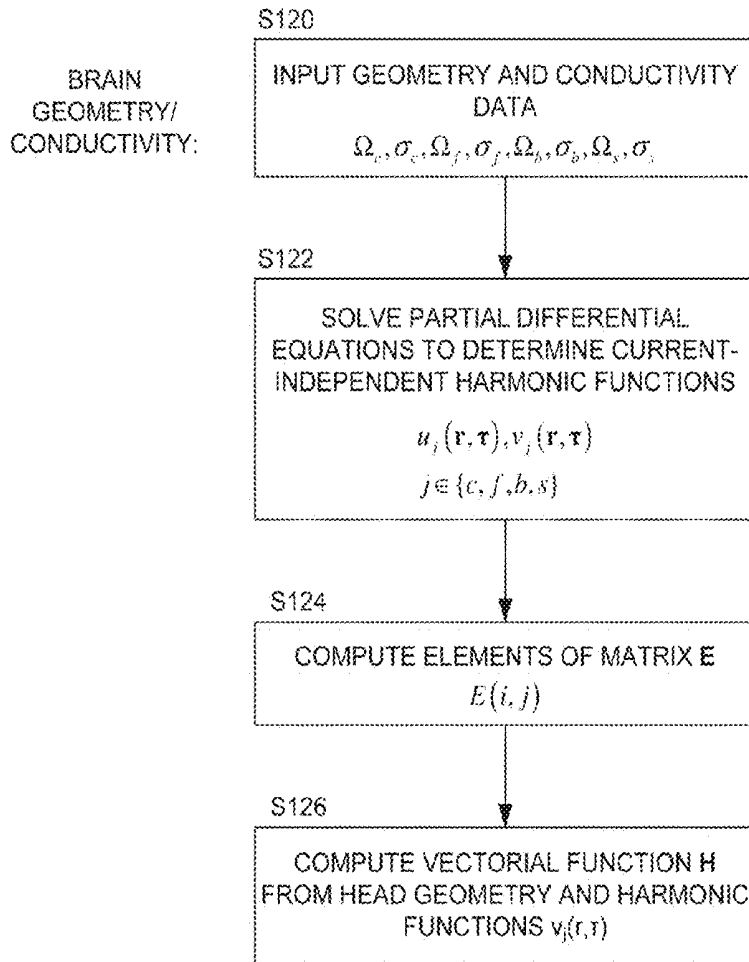 S120
BRAIN
GEOMETRY/
CONDUCTIVITY:
INPUT GEOMETRY AND CONDUCTIVITY
DATA
Ω_c, σ_c, Ω_f, σ_f, Ω_b, σ_b, Ω_s, σ_s
S122
SOLVE PARTIAL DIFFERENTIAL
EQUATIONS TO DETERMINE CURRENT-
INDEPENDENT HARMONIC FUNCTIONS
u_j(r,τ), v_j(r,τ)
j∈{c, f, b, s}
S124
COMPUTE ELEMENTS OF MATRIX E
E(i, j)
S126
COMPUTE VECTORIAL FUNCTION H
FROM HEAD GEOMETRY AND HARMONIC
FUNCTIONS v_j(r,τ)